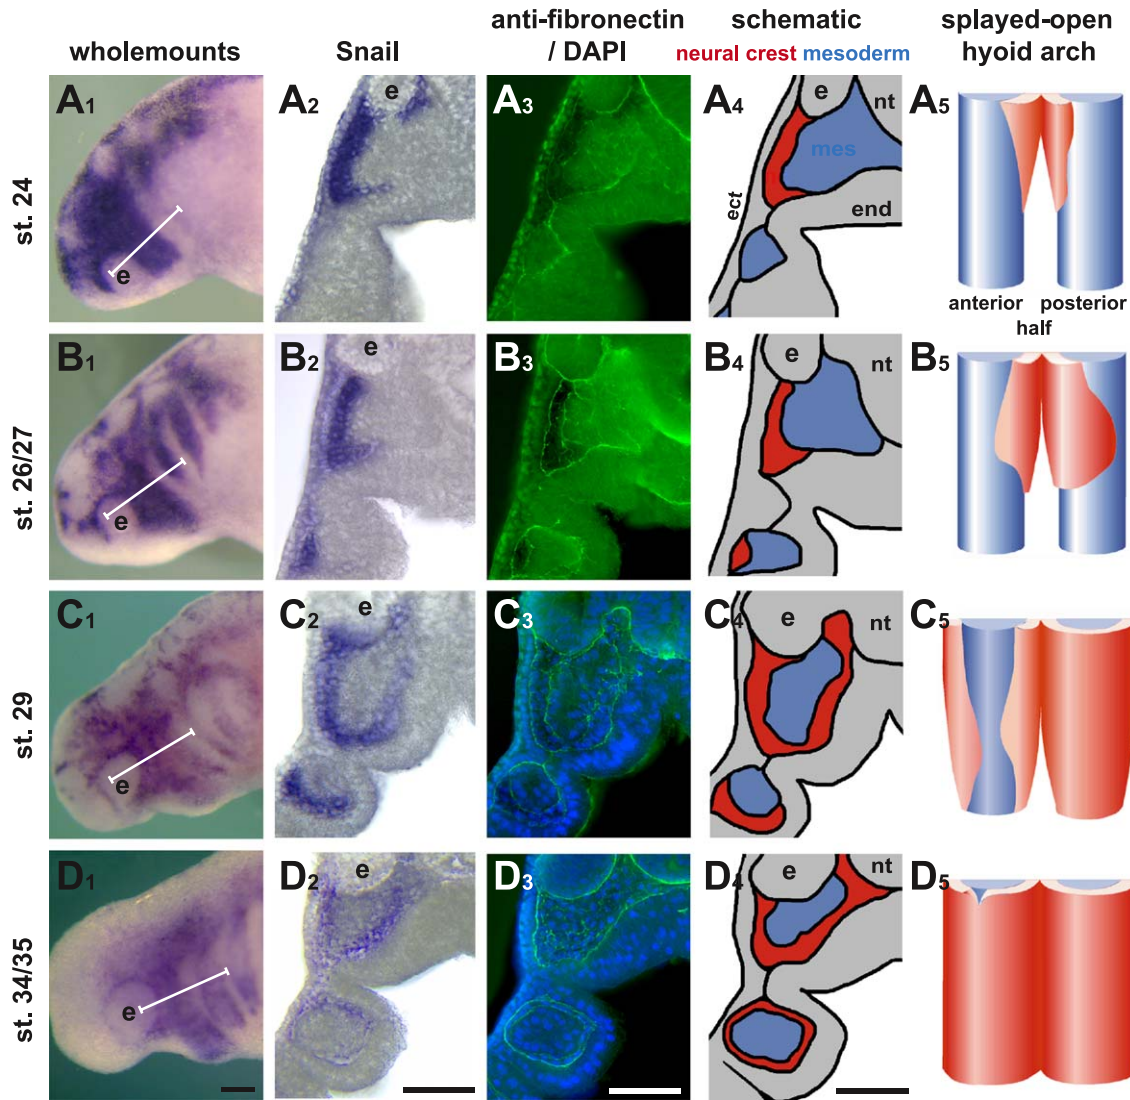 wholemounts
Snail
anti-fibronectin
/ DAPI
schematic
neural crest mesoderm
splayed-open
hyoid arch
st. 24
A1
e
A2
e
A3
A4
e
nt
mes
ect
end
A5
anterior posterior
half
st. 26/27
B1
e
B2
e
B3
B4
e
nt
B5
st. 29
C1
e
C2
e
C3
C4
e
nt
C5
st. 34/35
D1
e
D2
e
D3
D4
e
nt
D5